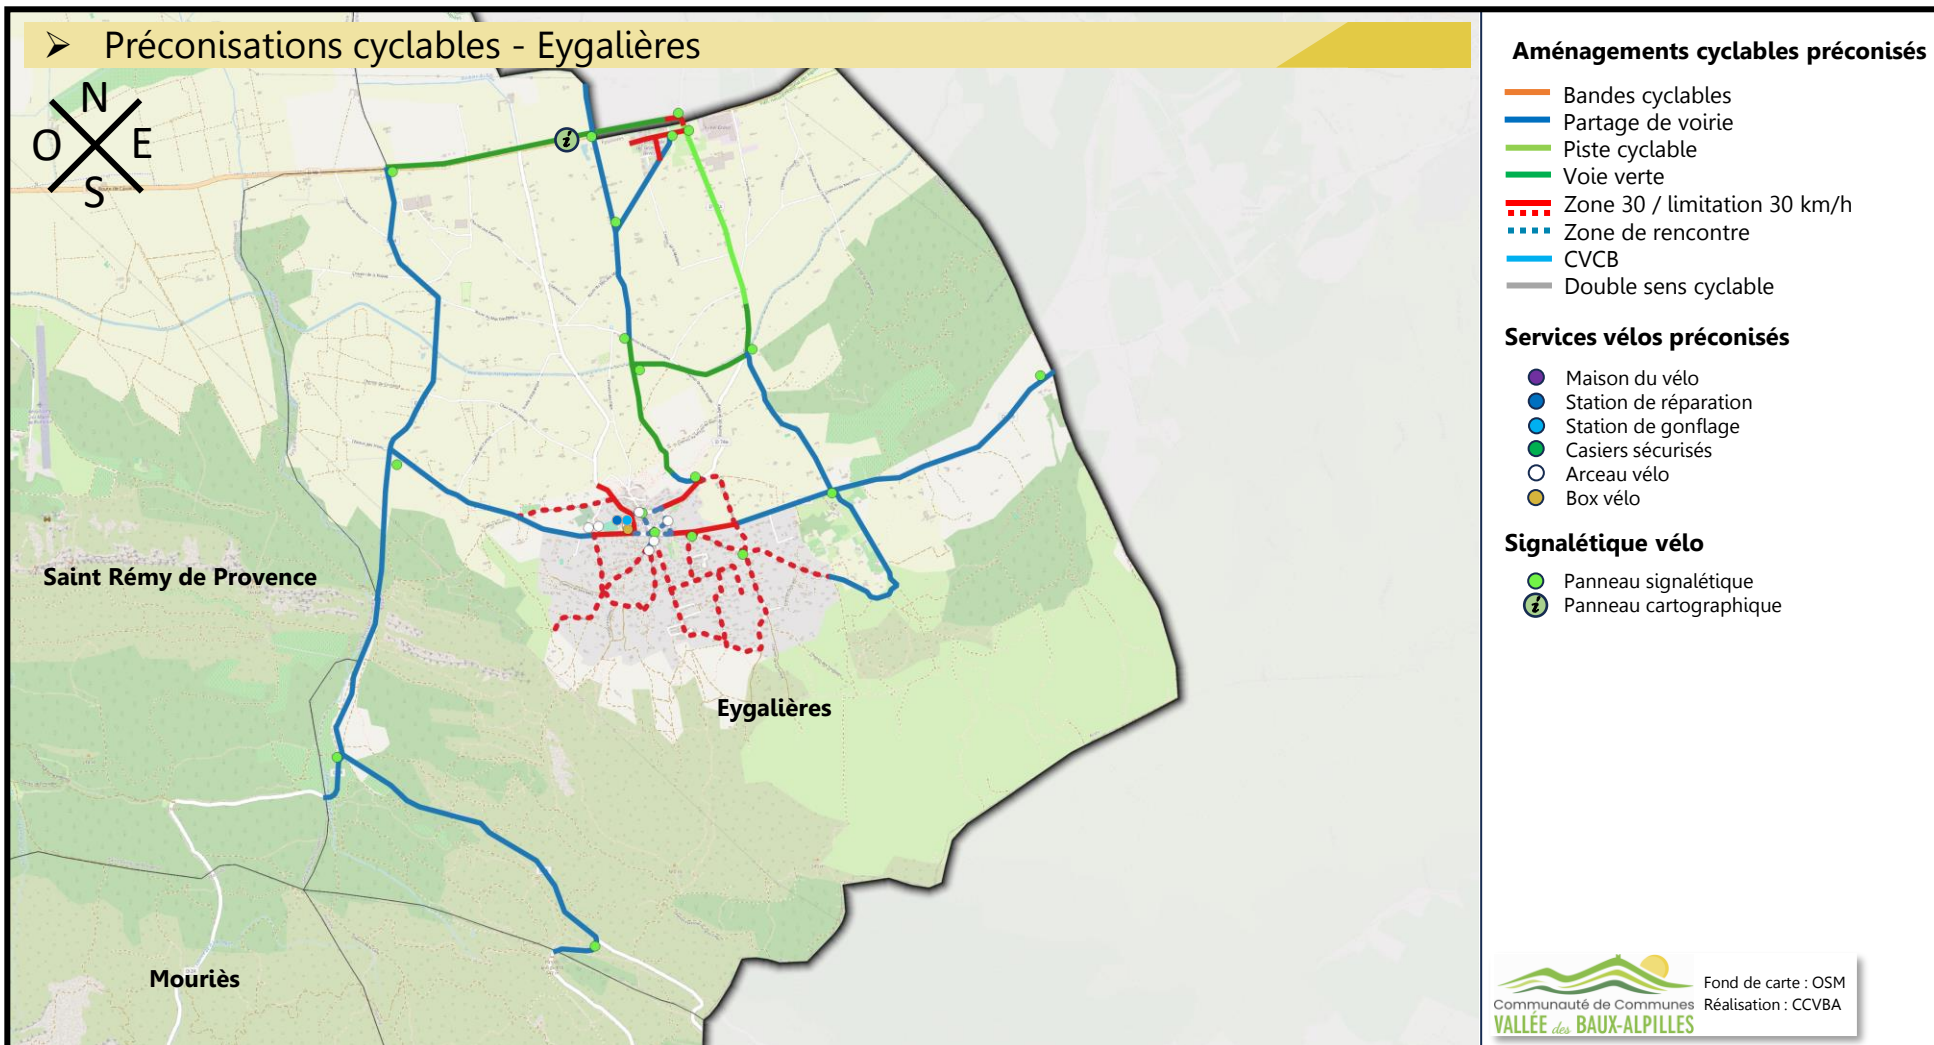 ➤ Préconisations cyclables - Eygalières
N
O E
S
Saint Rémy de Provence
Eygalières
Mouriès
Aménagements cyclables préconisés
Bandes cyclables
Partage de voirie
Piste cyclable
Voie verte
Zone 30 / limitation 30 km/h
Zone de rencontre
CVCB
Double sens cyclable
Services vélos préconisés
Maison du vélo
Station de réparation
Station de gonflage
Casiers sécurisés
Arceau vélo
Box vélo
Signalétique vélo
Panneau signalétique
i Panneau cartographique
Communauté de Communes
VALLÉE des BAUX-ALPILLES
Fond de carte : OSM
Réalisation : CCVBA